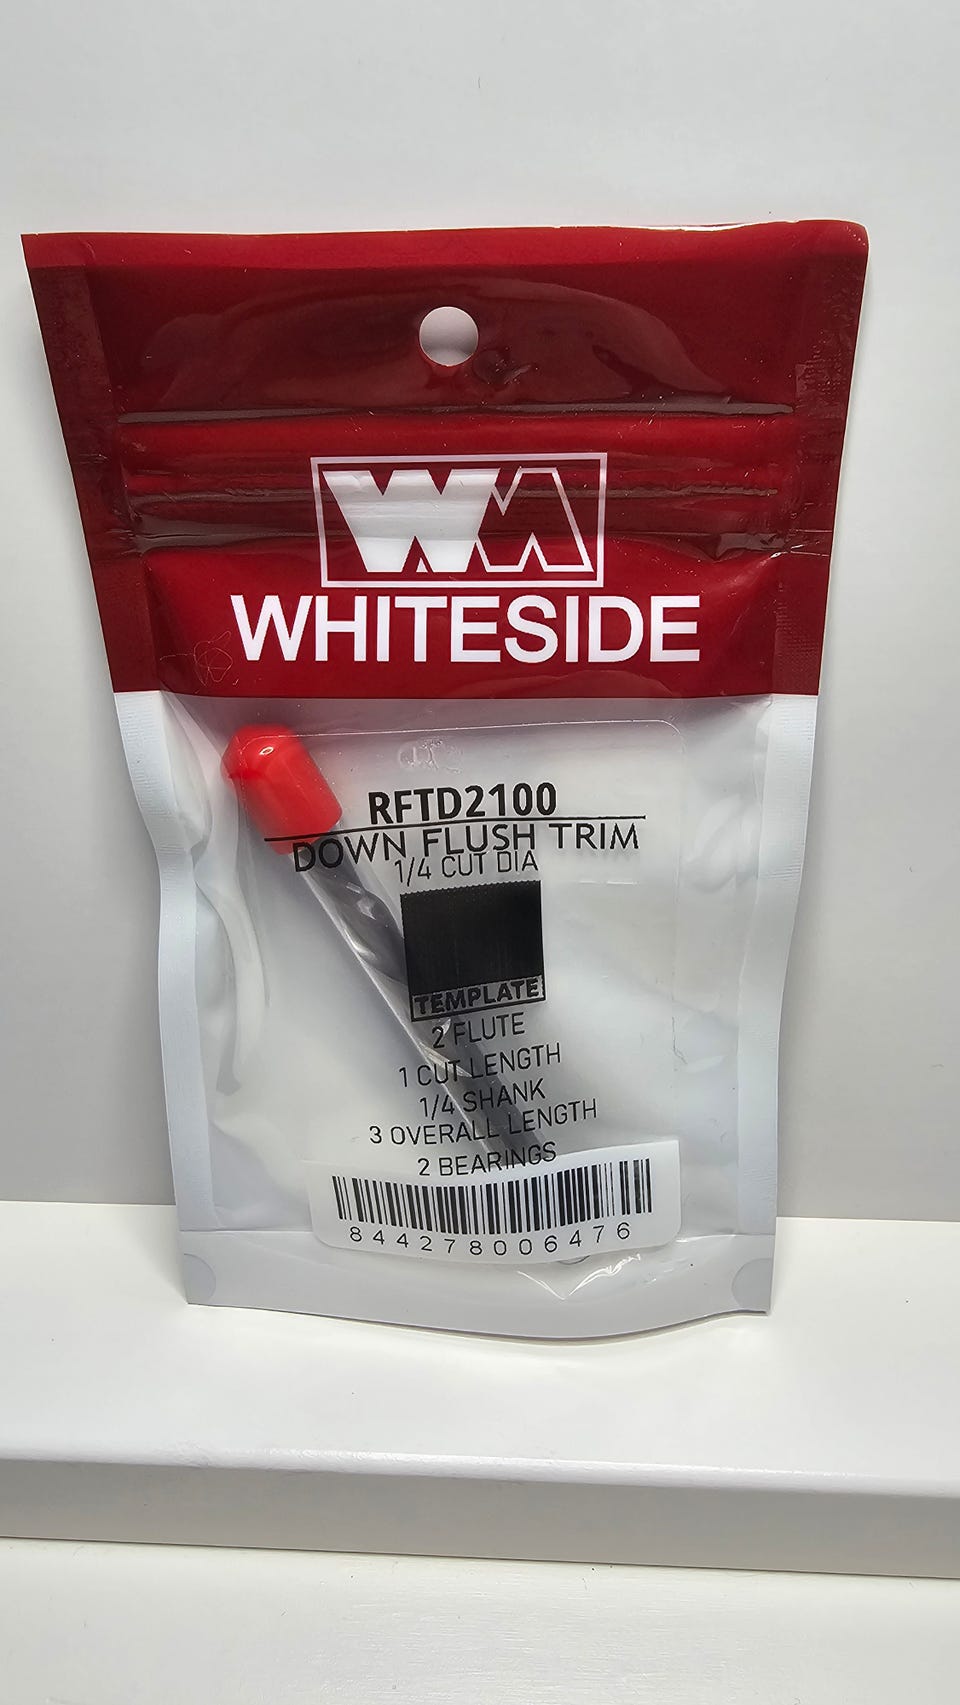 WM
WHITESIDE
RFTD2100
DOWN FLUSH TRIM
1/4 CUT DIA
TEMPLATE
2 FLUTE
1 CUT LENGTH
1/4 SHANK
3 OVERALL LENGTH
2 BEARINGS
844278006476